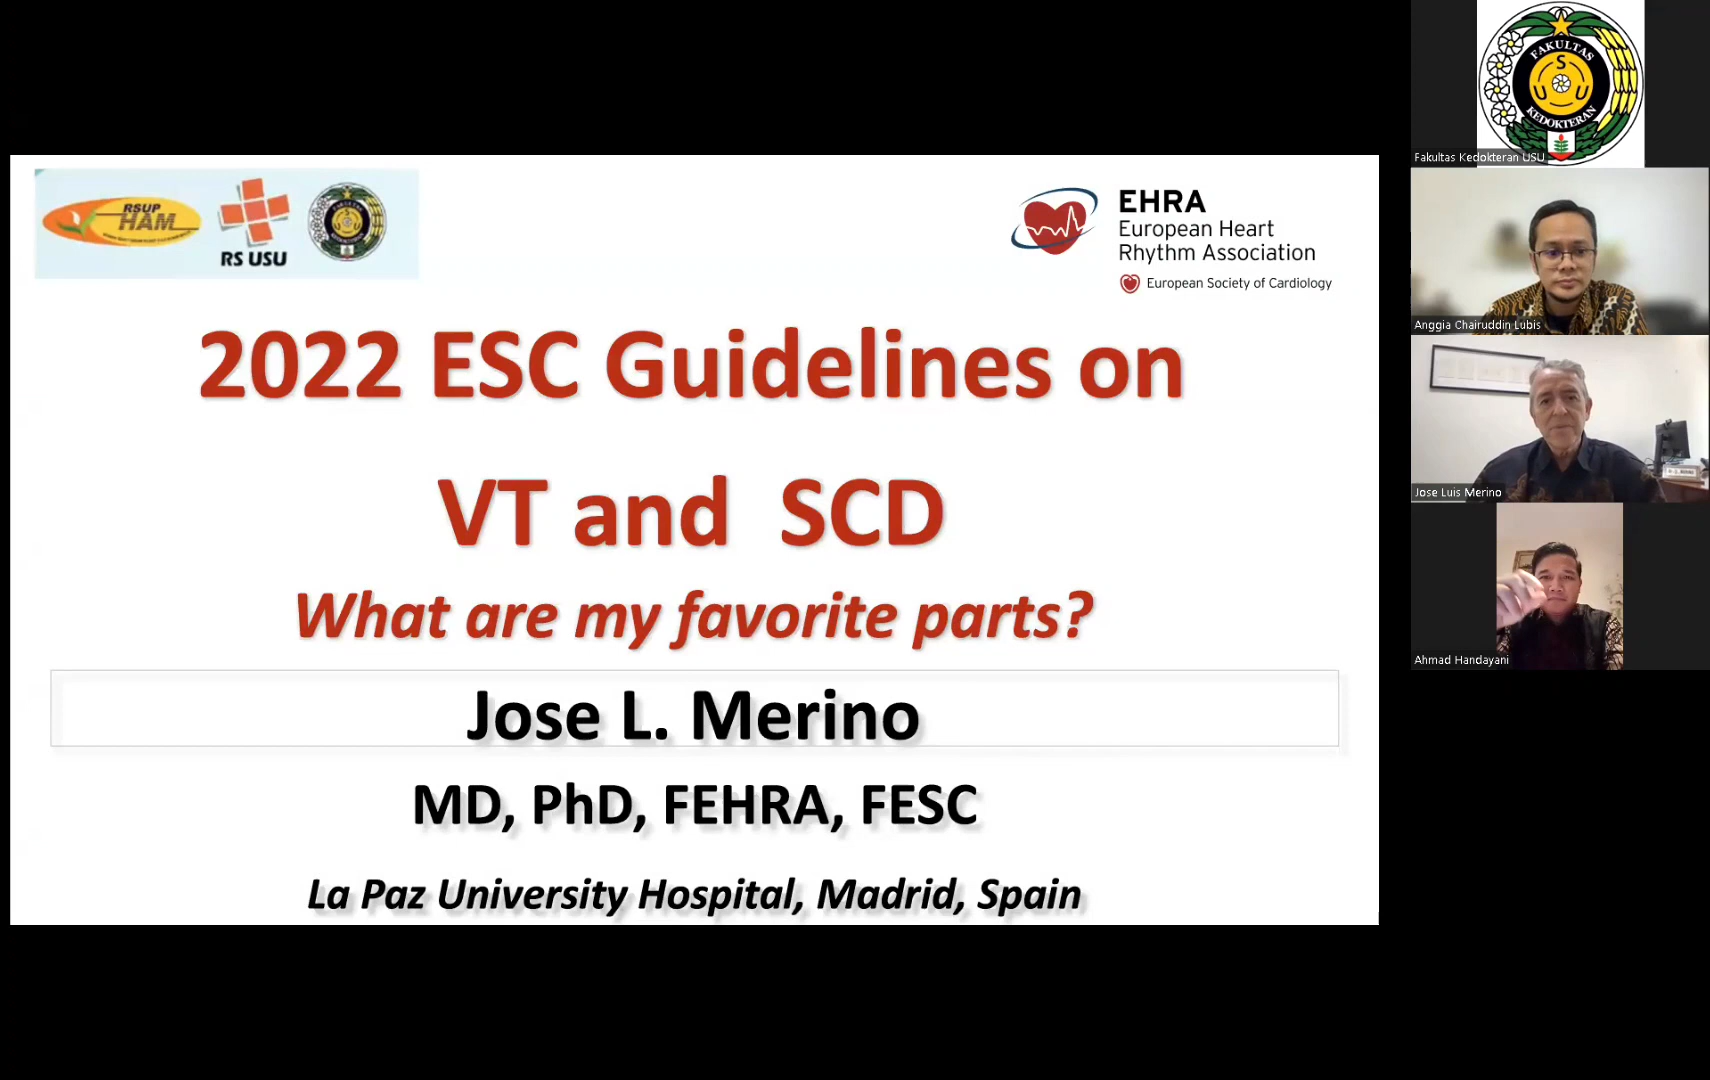 RSUP
HAM
RS USU
EHRA
European Heart
Rhythm Association
European Society of Cardiology
2022 ESC Guidelines on
VT and SCD
What are my favorite parts?
Jose L. Merino
MD, PhD, FEHRA, FESC
La Paz University Hospital, Madrid, Spain
FAKULTAS
S
U U
KEDOKTERAN
Fakultas Kedokteran USU
Anggia Chairuddin Lubis
Jose Luis Merino
Ahmad Handayani